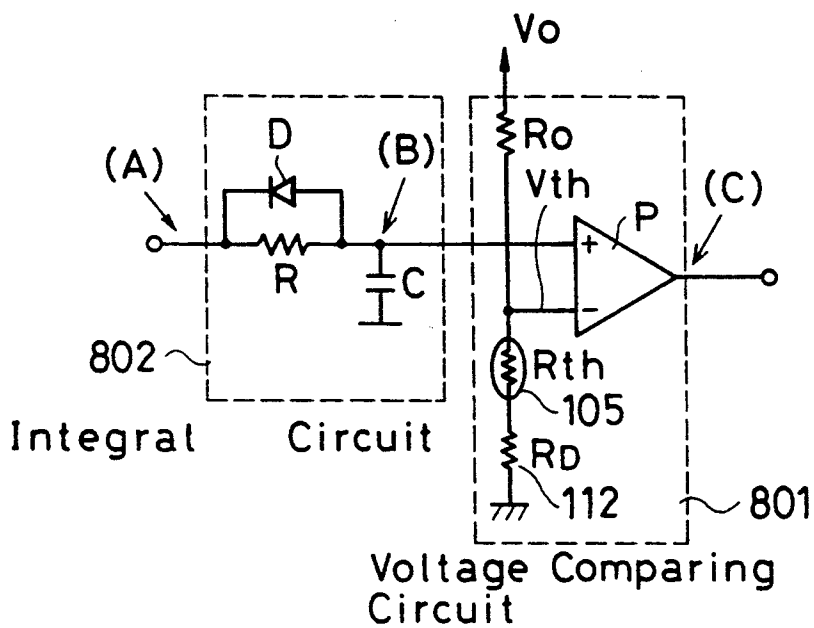 Vo
Ro
D
(B)
(A)
Vth
P
(C)
+
R
C
-
802
Rth
105
Integral Circuit
RD
112
801
Voltage Comparing
Circuit